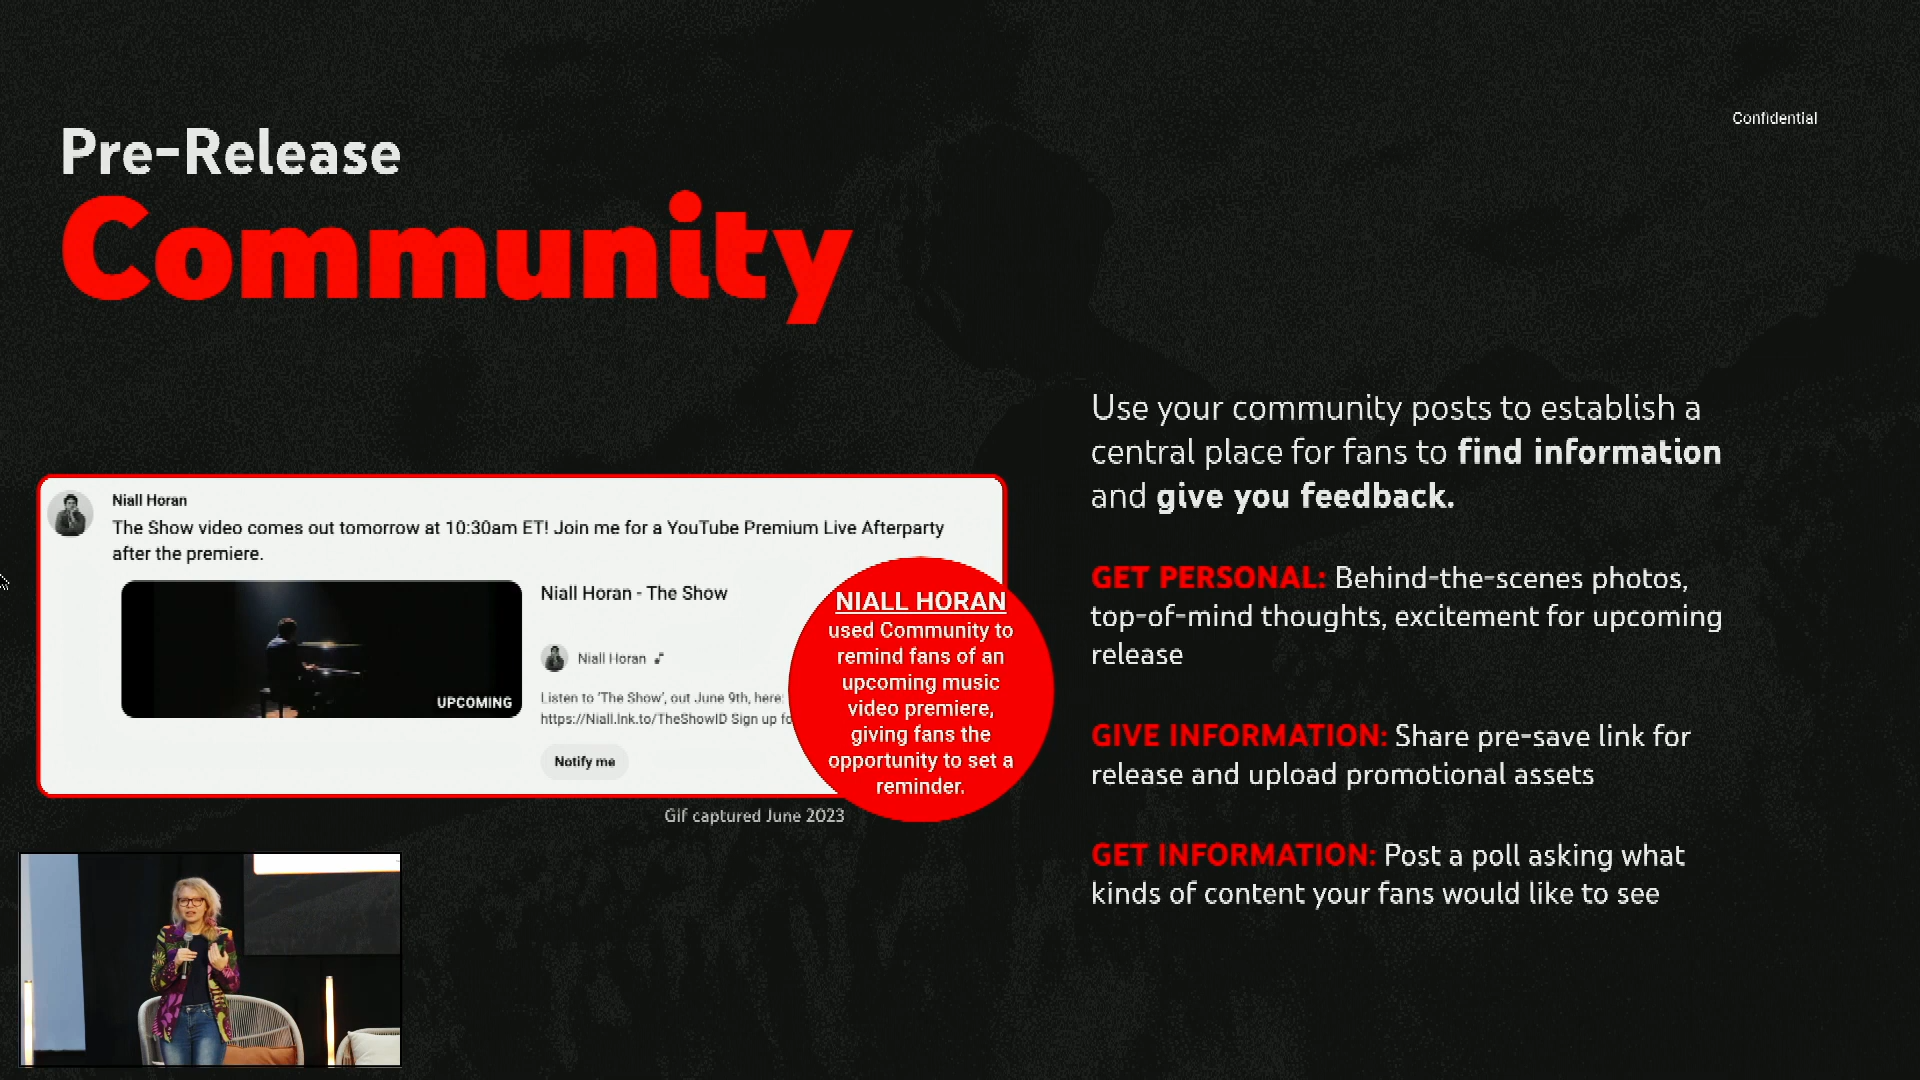 Confidential
Pre-Release
Community
Niall Horan
The Show video comes out tomorrow at 10:30am ET! Join me for a YouTube Premium Live Afterparty
after the premiere.
UPCOMING
Niall Horan - The Show
Niall Horan
Listen to 'The Show', out June 9th, here:
https://Niall.lnk.to/TheShowID Sign up fo
Notify me
NIALL HORAN
used Community to
remind fans of an
upcoming music
video premiere,
giving fans the
opportunity to set a
reminder.
Gif captured June 2023
Use your community posts to establish a
central place for fans to find information
and give you feedback.
GET PERSONAL: Behind-the-scenes photos,
top-of-mind thoughts, excitement for upcoming
release
GIVE INFORMATION: Share pre-save link for
release and upload promotional assets
GET INFORMATION: Post a poll asking what
kinds of content your fans would like to see